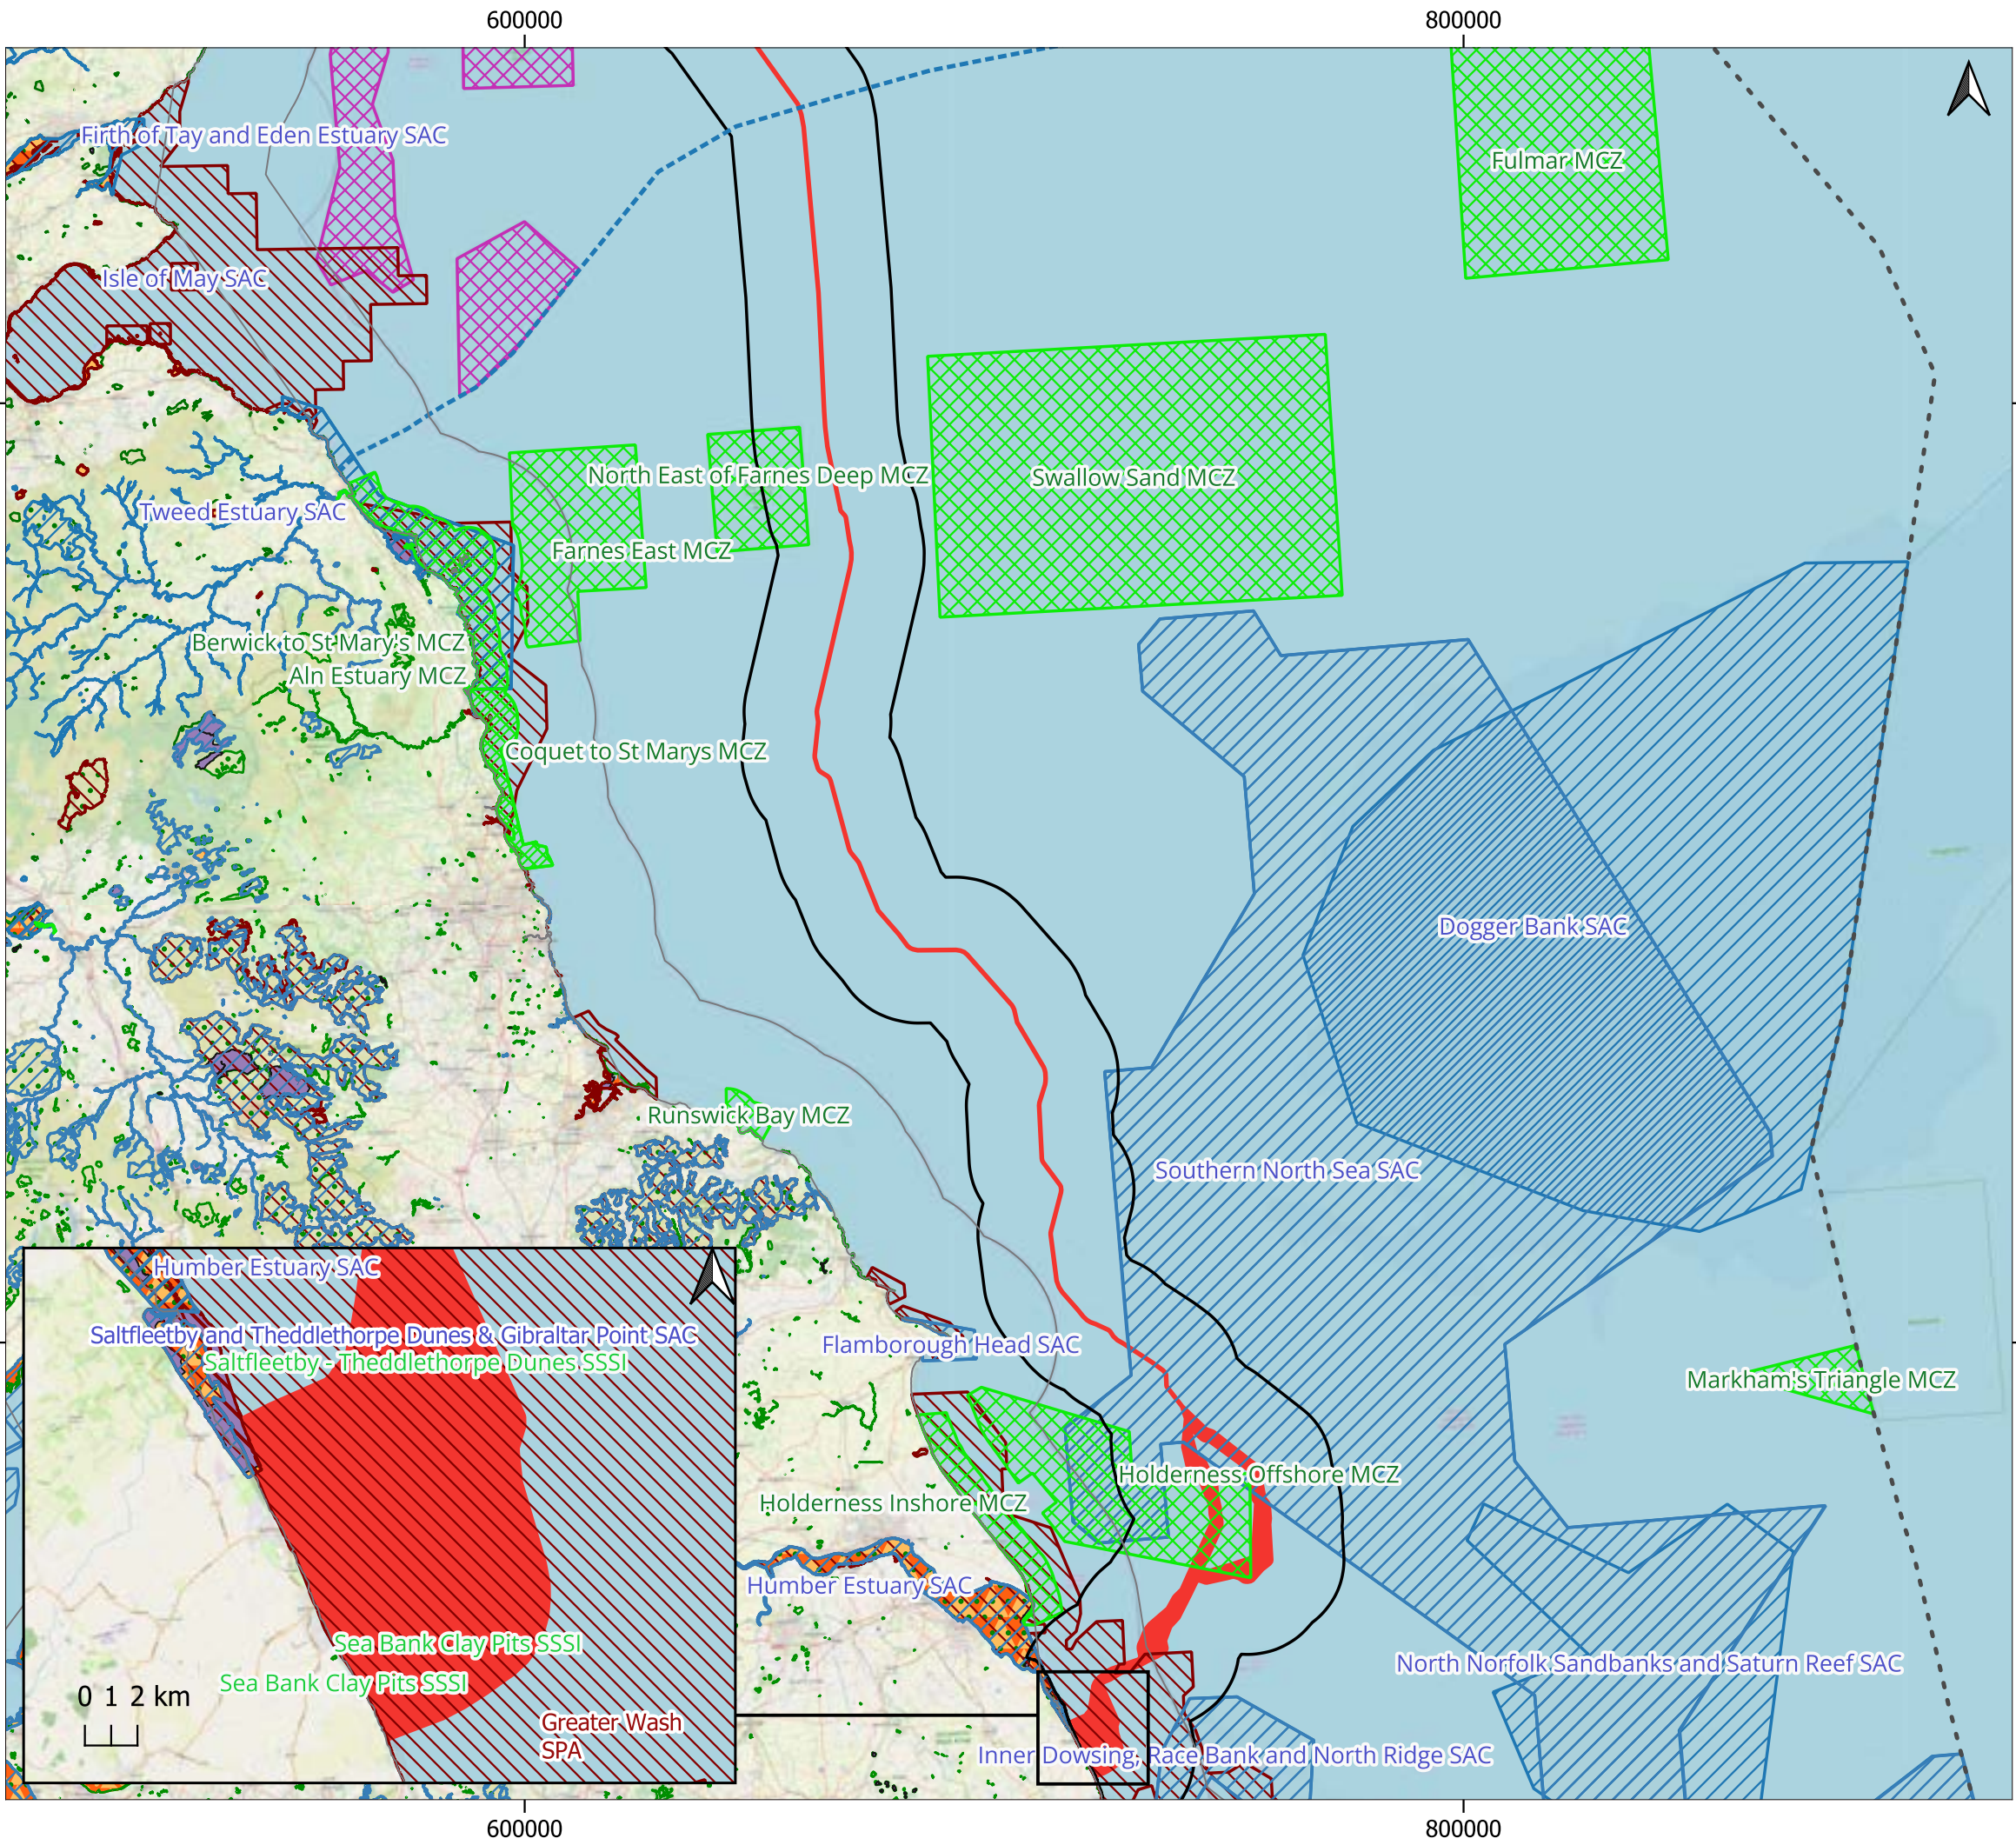 600000 800000
Firth of Tay and Eden Estuary SAC
Fulmar MCZ
Isle of May SAC
North East of Farnes Deep MCZ
Swallow Sand MCZ
Tweed Estuary SAC
Farnes East MCZ
Berwick to St Mary's MCZ
Aln Estuary MCZ
Coquet to St Marys MCZ
Dogger Bank SAC
Runswick Bay MCZ
Southern North Sea SAC
Humber Estuary SAC
Saltfleetby and Theddlethorpe Dunes & Gibraltar Point SAC
Saltfleetby - Theddlethorpe Dunes SSSI
Flamborough Head SAC
Markham's Triangle MCZ
Holderness Offshore MCZ
Holderness Inshore MCZ
Humber Estuary SAC
Sea Bank Clay Pits SSSI
North Norfolk Sandbanks and Saturn Reef SAC
Sea Bank Clay Pits SSSI
0 1 2 km
Greater Wash
SPA
Inner Dowsing, Race Bank and North Ridge SAC
600000 800000